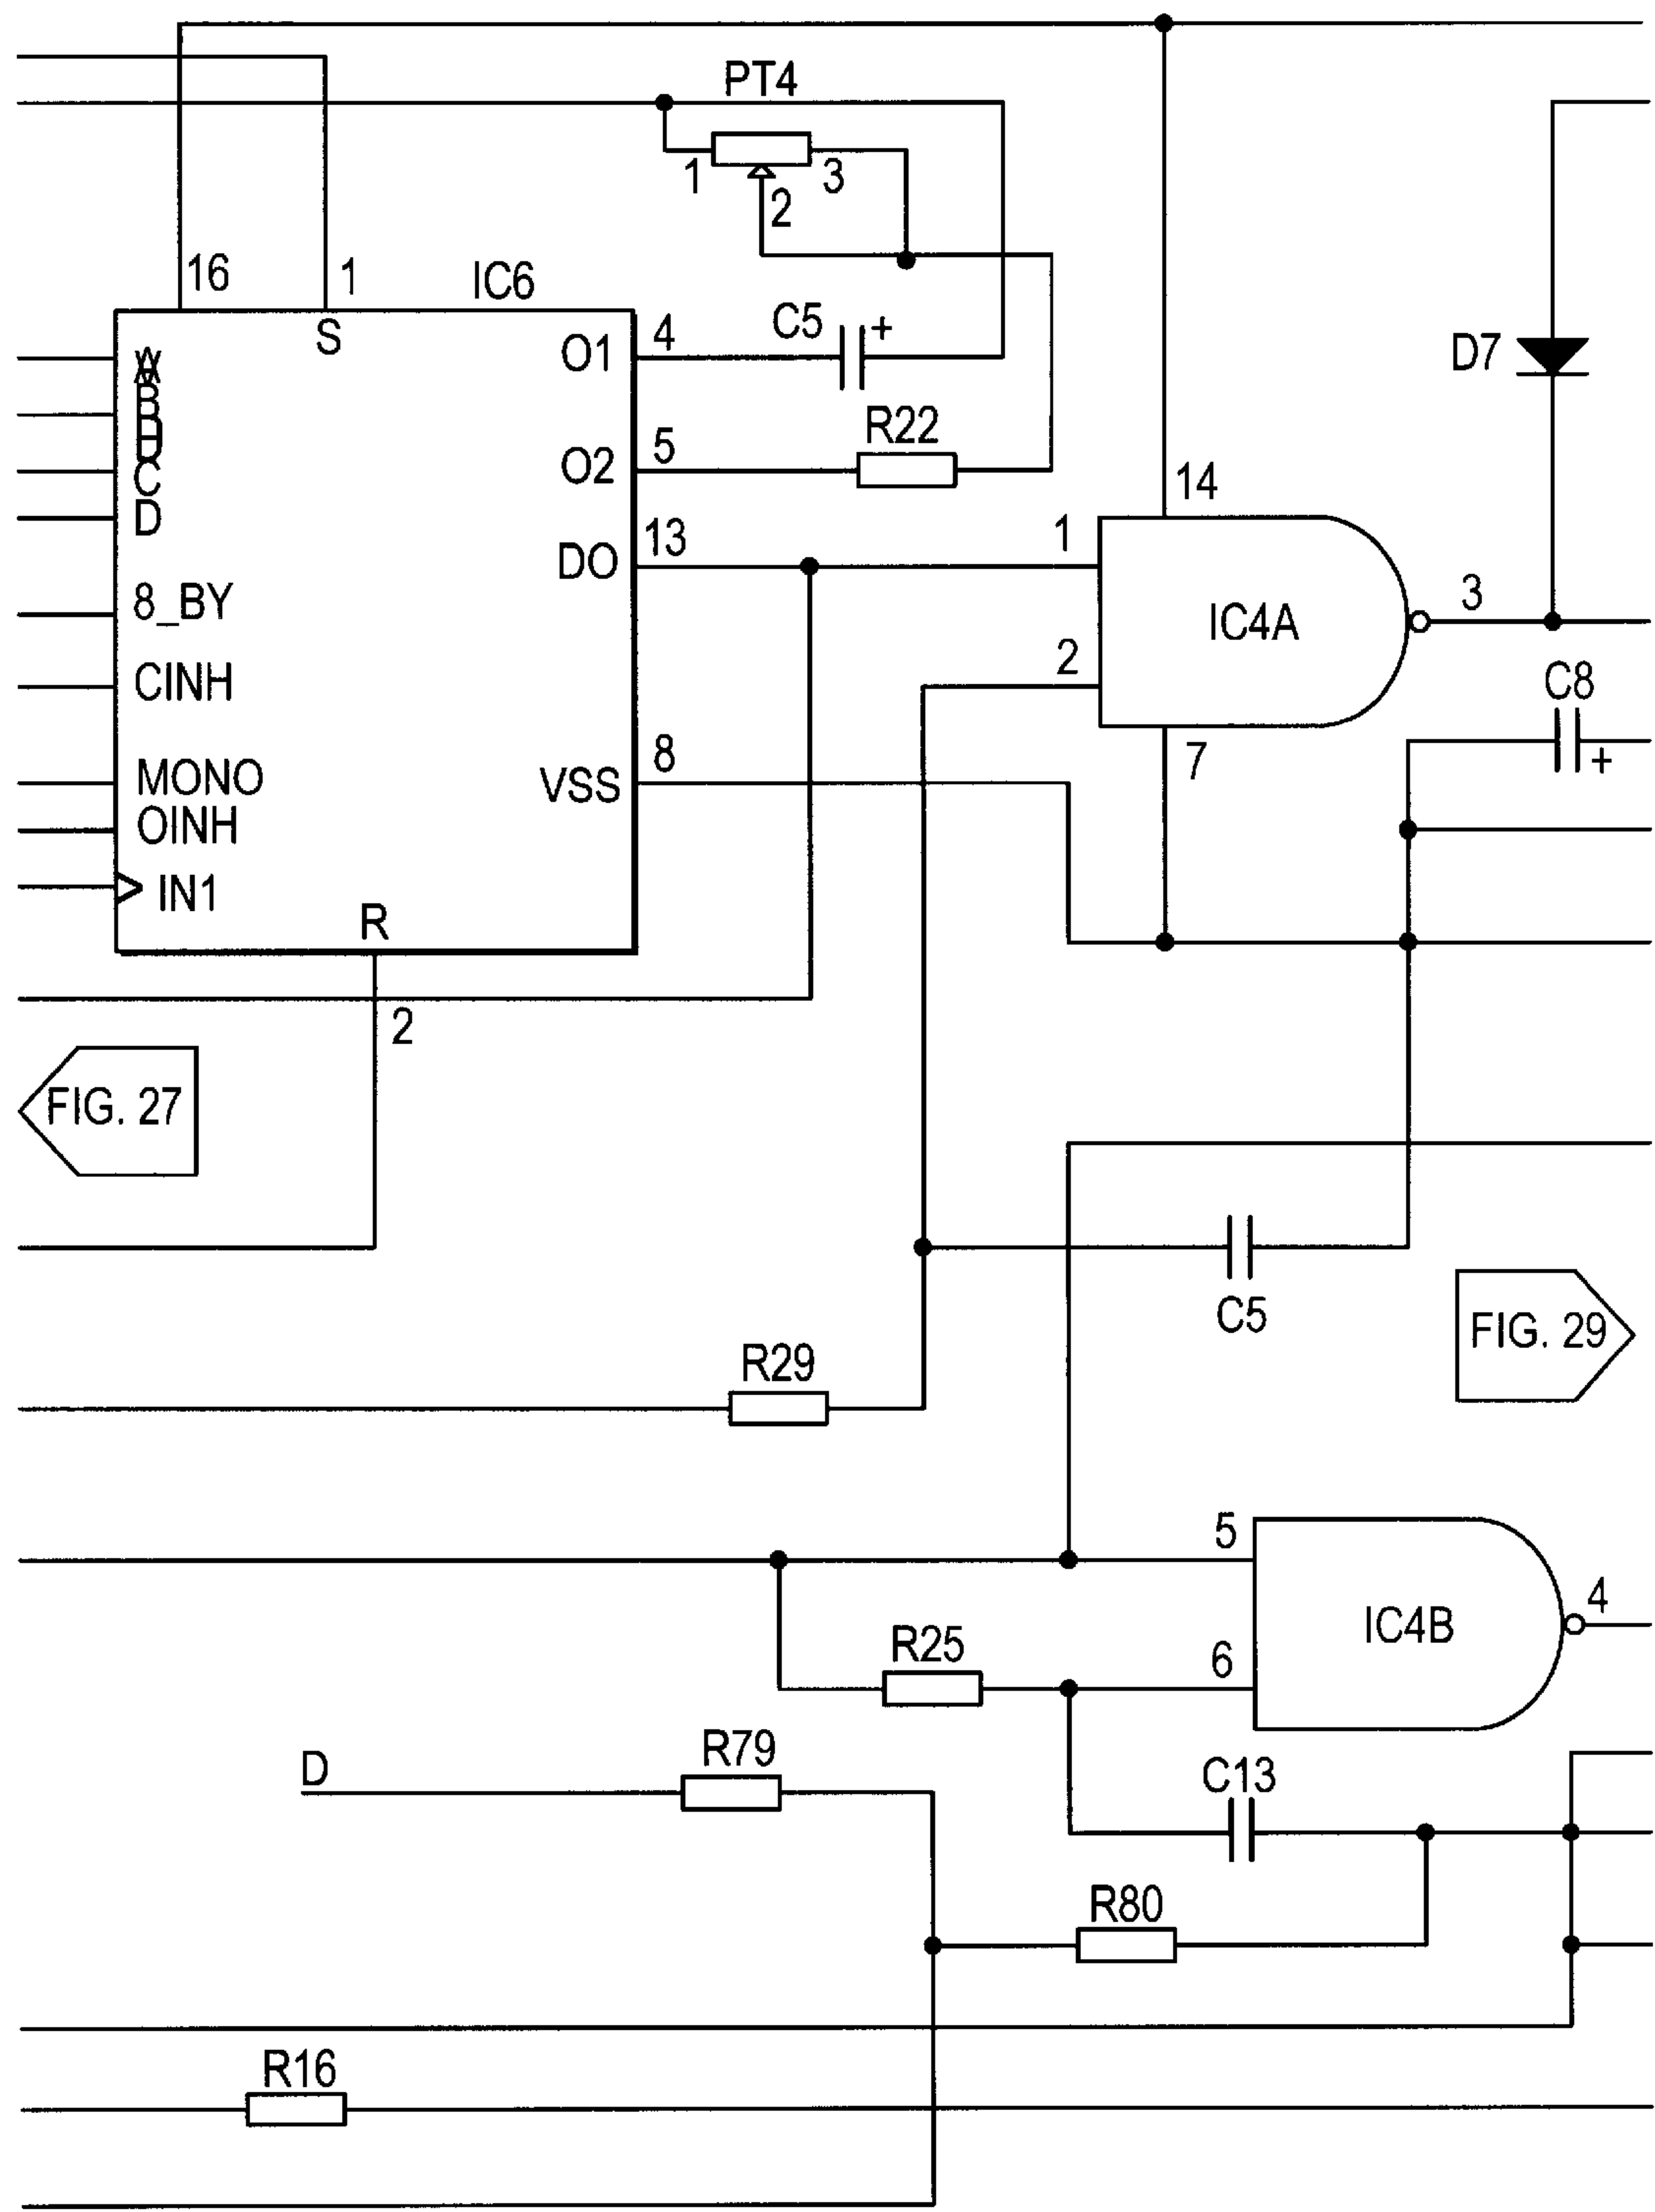 PT4
1
3
2
16
1
IC6
S
O1
4
C5
+
A
B
D
C
D
O2
5
R22
D7
14
DO
13
1
IC4A
3
8_BY
2
CINH
C8
+
MONO
VSS
8
7
OINH
IN1
R
2
FIG. 27
C5
FIG. 29
R29
5
IC4B
4
R25
6
D
R79
C13
R80
R16